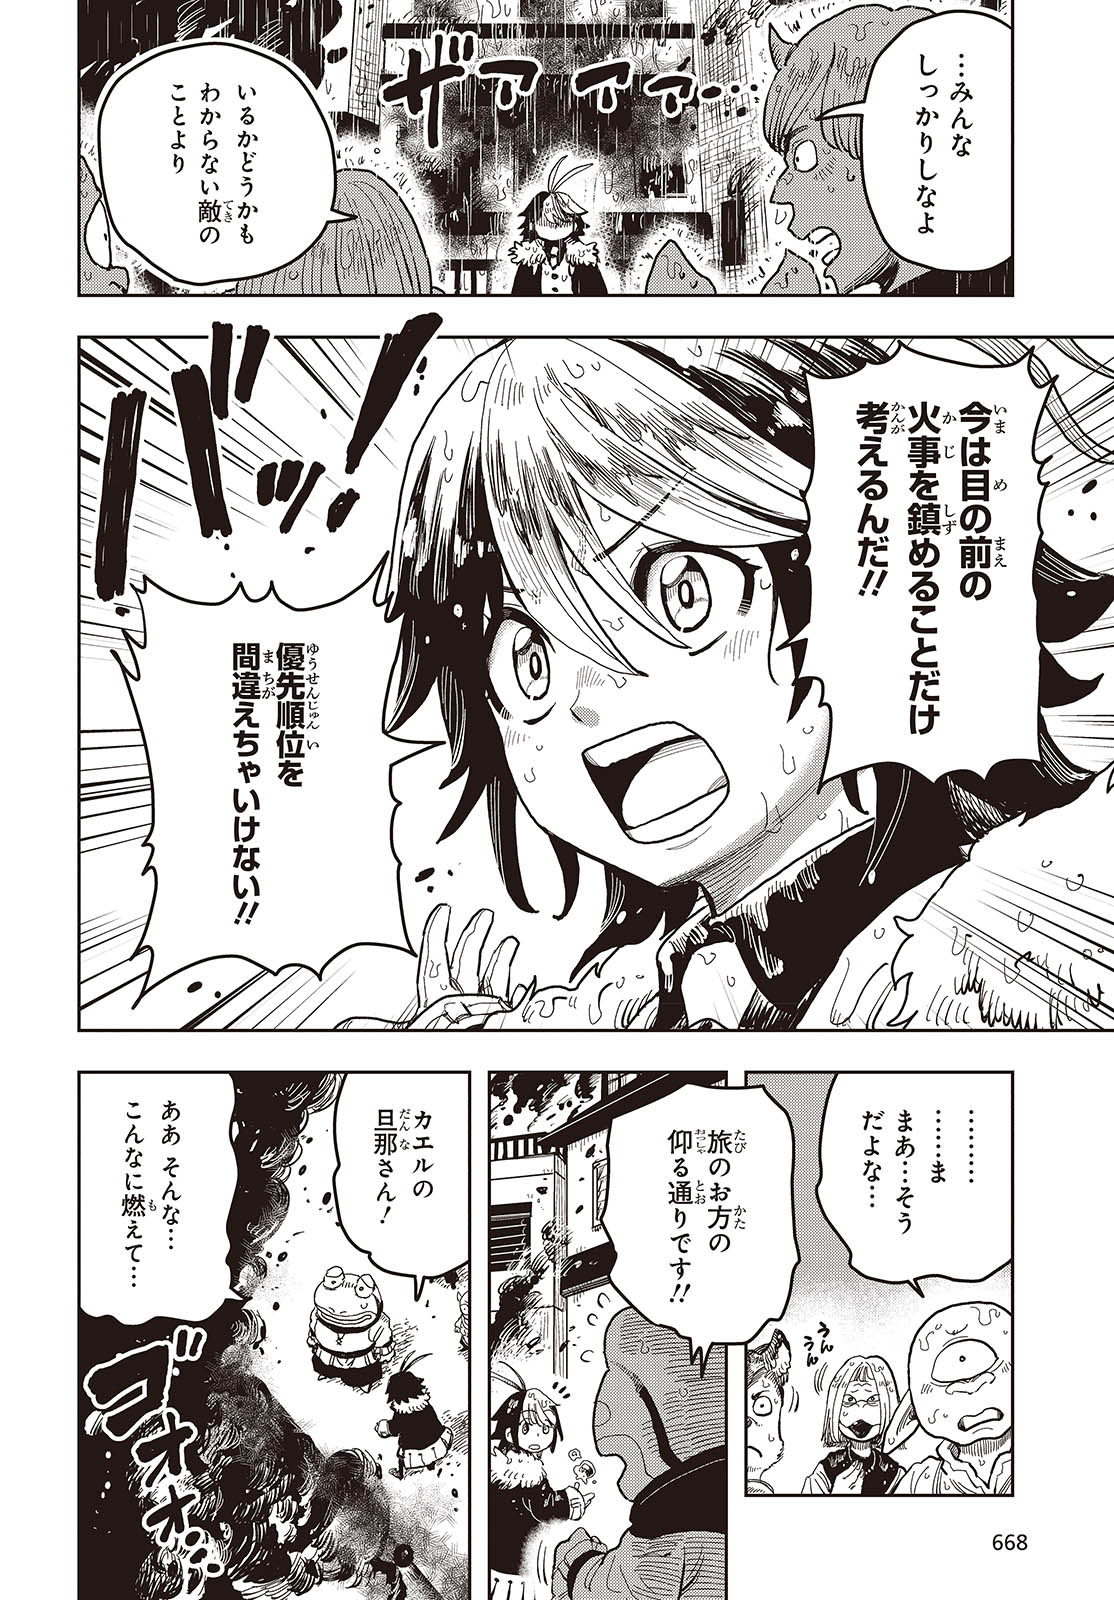 …みんな
しっかりしなよ
ザァァァー…
いるかどうかも
わからない敵の
ことより
今は目の前の
火事を鎮めることだけ
考えるんだ!!
優先順位を
間違えちゃいけない!!
………
……ま
まあ…そう
だよな…
うん
うん
旅のお方の
仰る通りです!!
カエルの
旦那さん!
ああ そんな…
こんなに燃えて…
ゴオオオ…
668